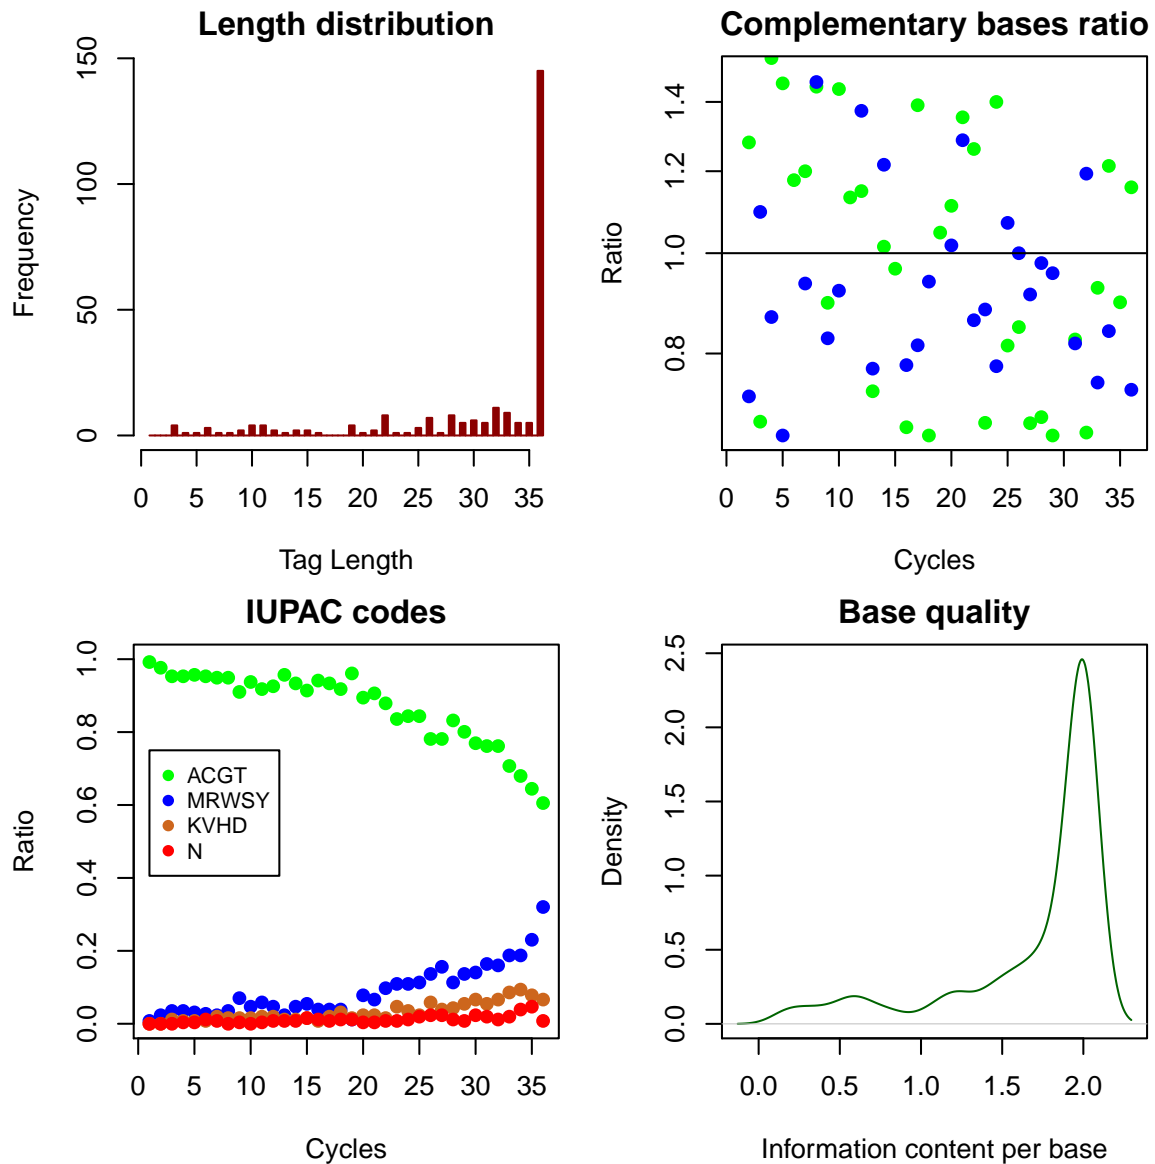 Length distribution
Frequency
0 50 100 150
0 5 10 15 20 25 30 35
Tag Length
Complementary bases ratio
Ratio
0.8 1.0 1.2 1.4
0 5 10 15 20 25 30 35
Cycles
IUPAC codes
Ratio
0.0 0.2 0.4 0.6 0.8 1.0
ACGT
MRWSY
KVHD
N
0 5 10 15 20 25 30 35
Cycles
Base quality
Density
0.0 0.5 1.0 1.5 2.0 2.5
0.0 0.5 1.0 1.5 2.0
Information content per base